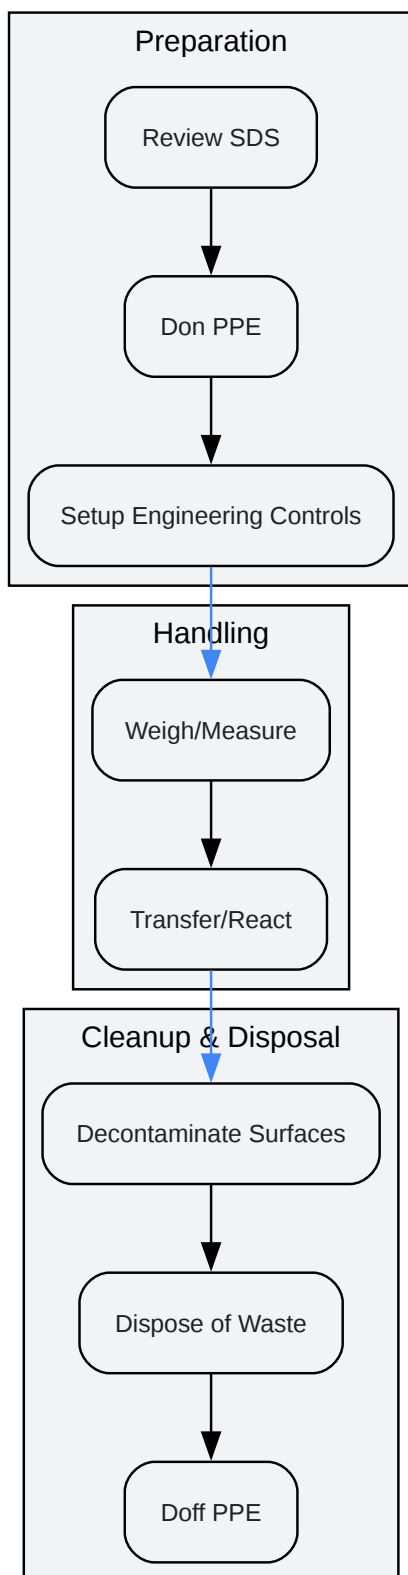 Preparation
Review SDS
Don PPE
Setup Engineering Controls
Handling
Weigh/Measure
Transfer/React
Cleanup & Disposal
Decontaminate Surfaces
Dispose of Waste
Doff PPE